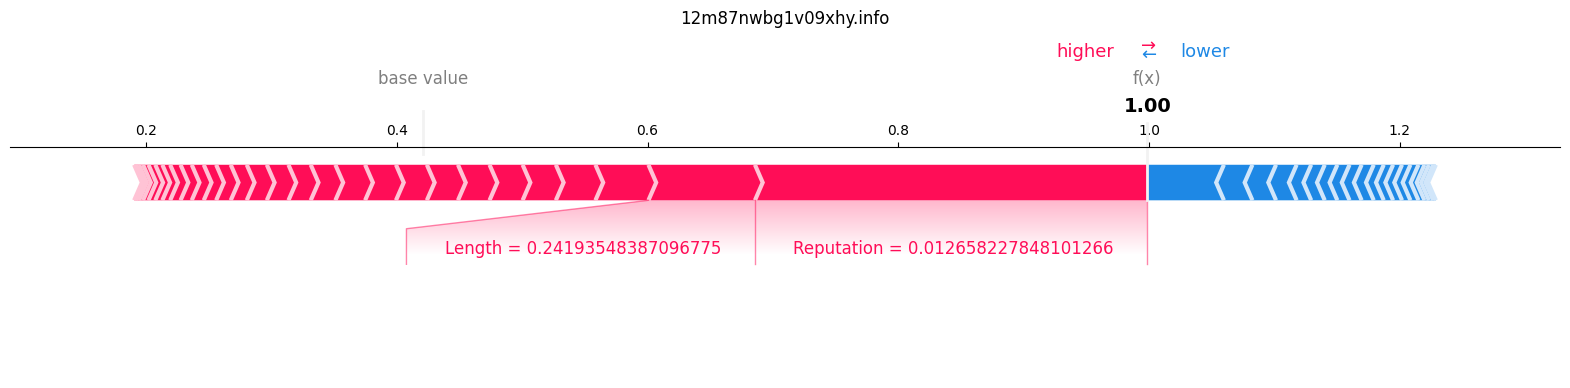 12m87nwbg1v09xhy.info
higher → ← lower
base value f(x)
1.00
0.2 0.4 0.6 0.8 1.0 1.2
Length = 0.24193548387096775 Reputation = 0.012658227848101266